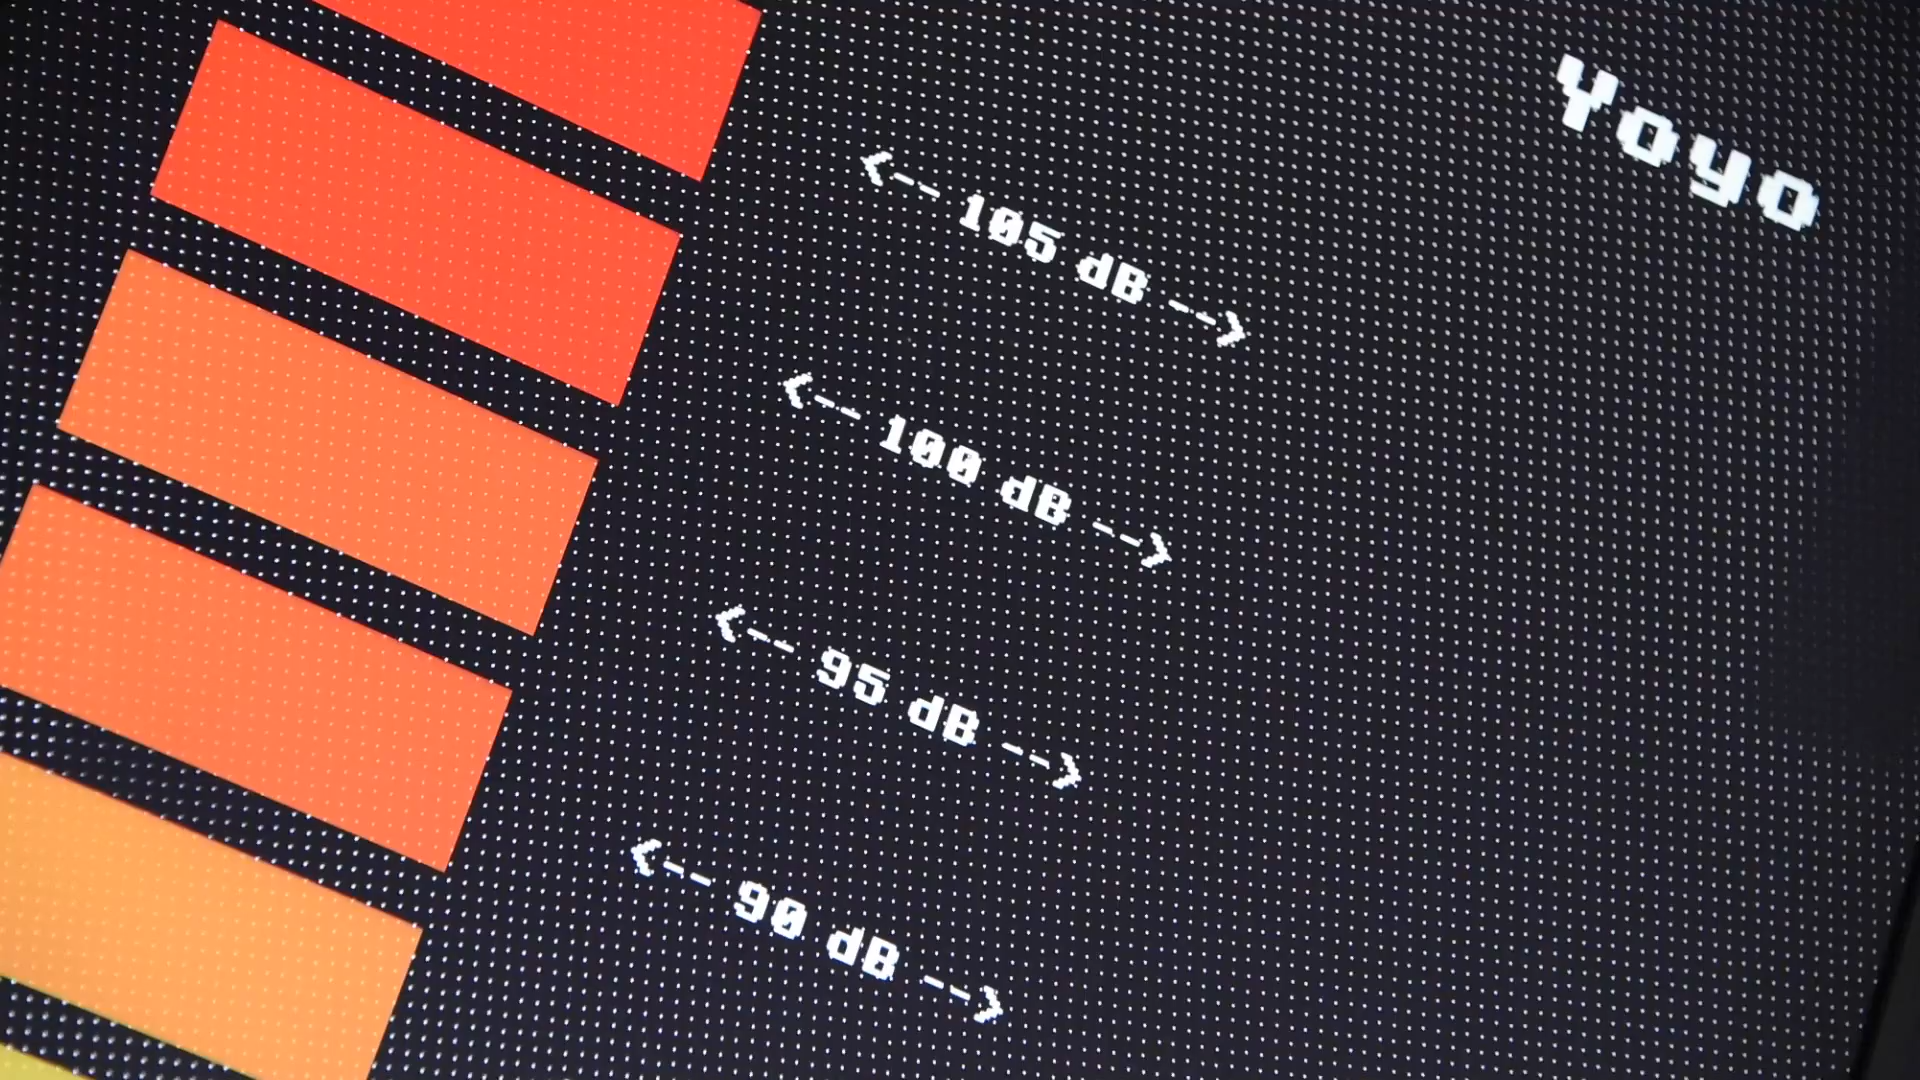 Yoyo
<-- 105 dB -->
<-- 100 dB -->
<-- 95 dB -->
<-- 90 dB -->